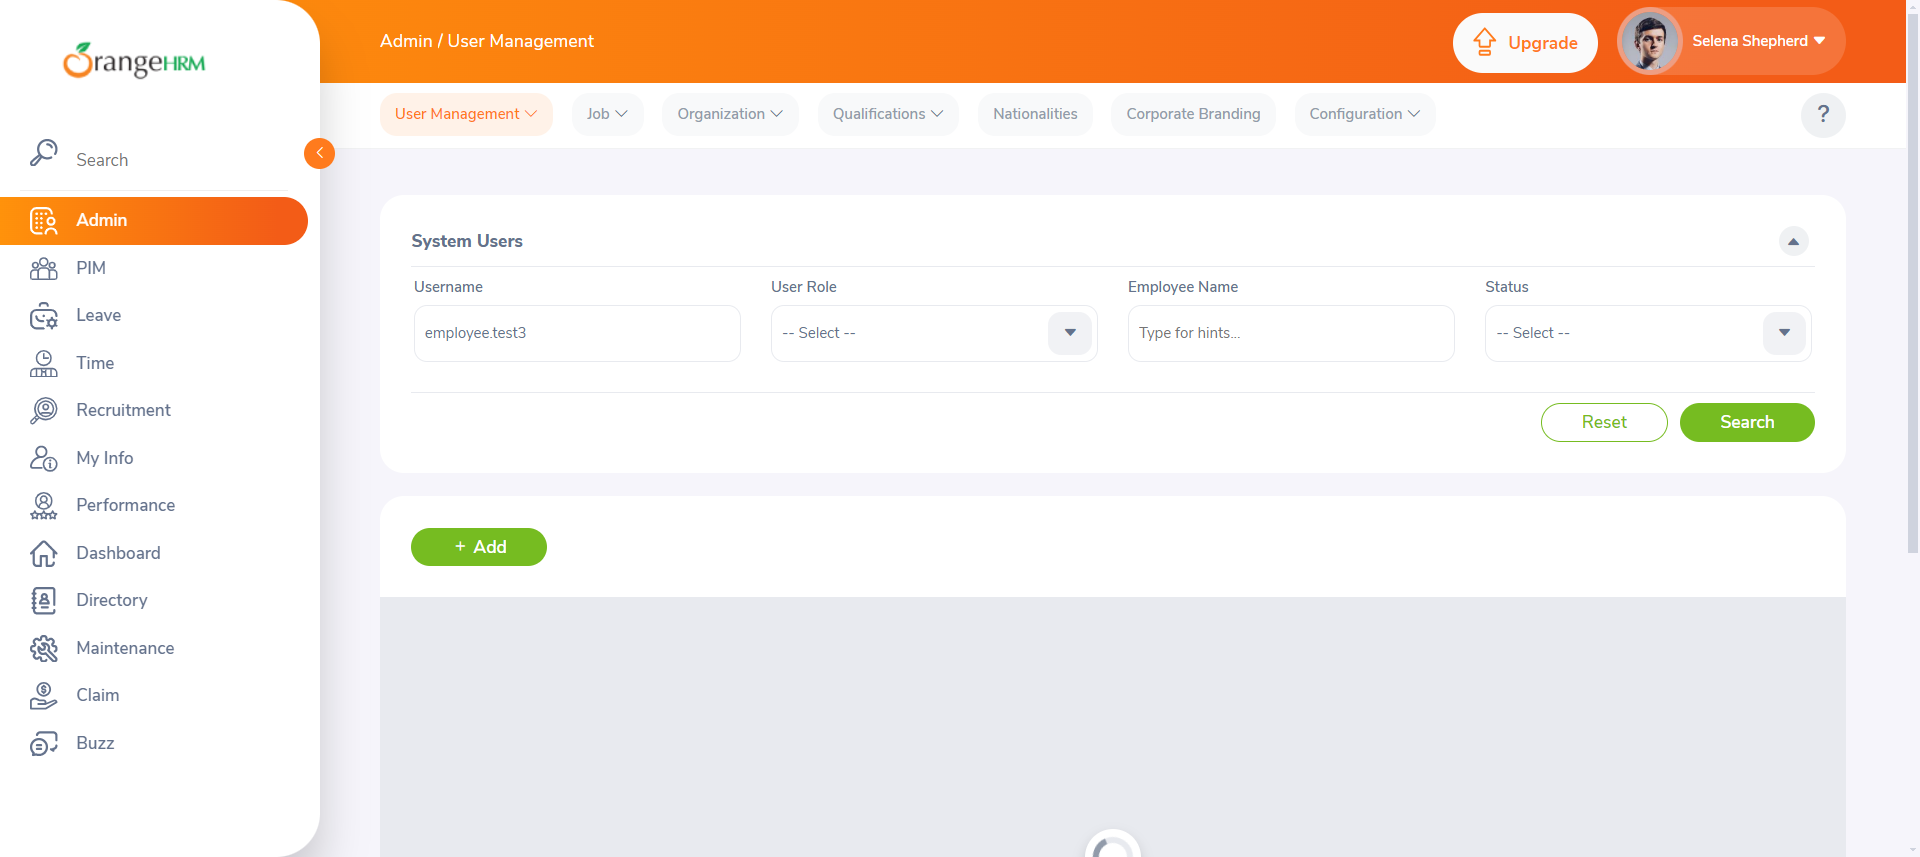 OrangeHRM
Admin / User Management
Upgrade
Selena Shepherd
User Management
Job
Organization
Qualifications
Nationalities
Corporate Branding
Configuration
?
Search
Admin
PIM
Leave
Time
Recruitment
My Info
Performance
Dashboard
Directory
Maintenance
Claim
Buzz
System Users
Username
User Role
Employee Name
Status
employee.test3
-- Select --
Type for hints...
-- Select --
Reset
Search
+ Add